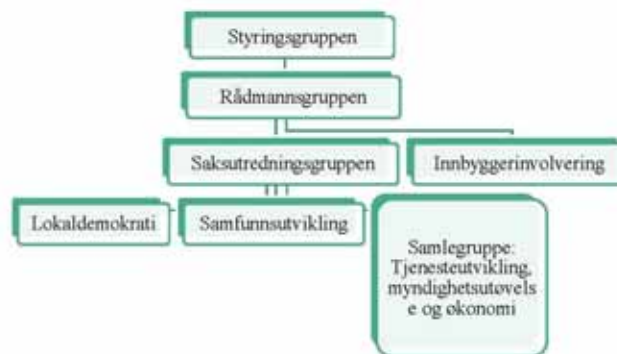 Styringsgruppen
Rådmannsgruppen
Saksutredningsgruppen
Innbyggerinvolvering
Lokaldemokrati
Samfunnsutvikling
Samlegruppe:
Tjenesteutvikling,
myndighetsutøvels
e og økonomi